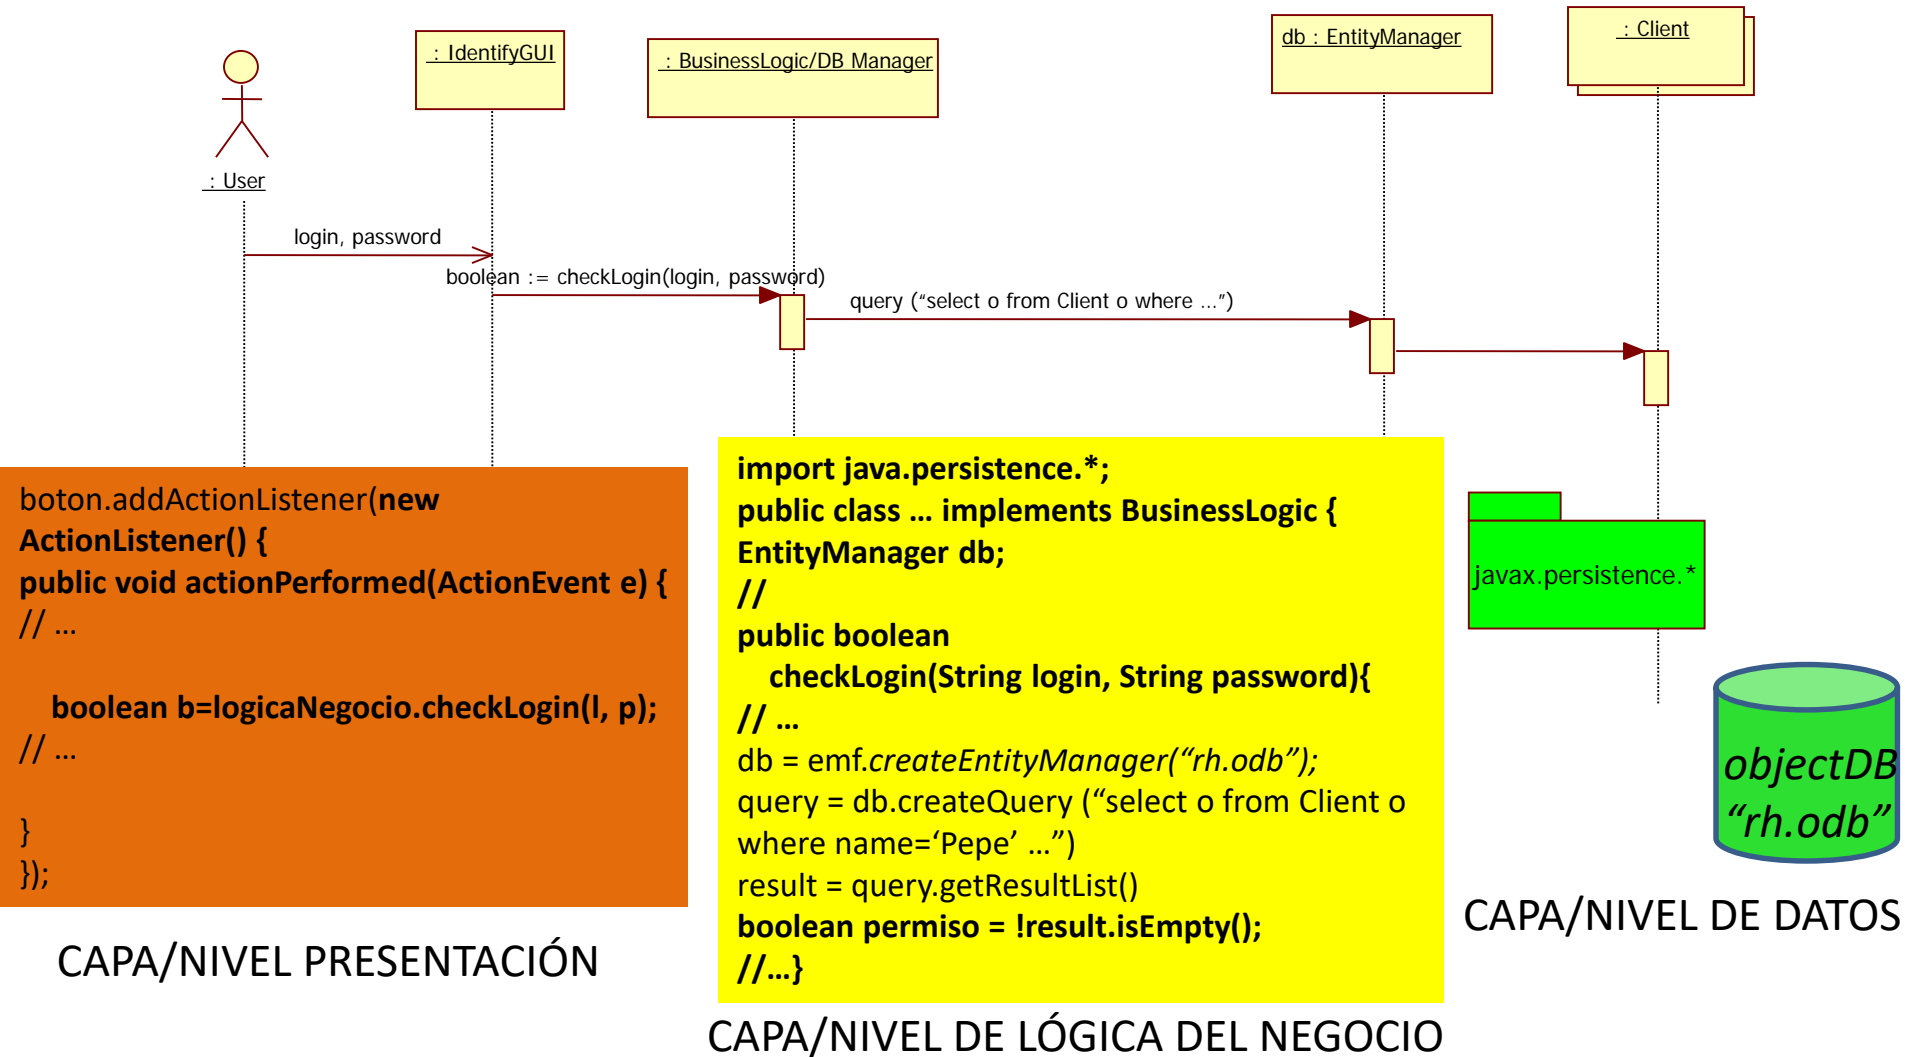 : User
: IdentifyGUI
: BusinessLogic/DB Manager
db : EntityManager
: Client
login, password
boolean := checkLogin(login, password)
query (“select o from Client o where ...”)
boton.addActionListener(new
ActionListener() {
public void actionPerformed(ActionEvent e) {
// …
boolean b=logicaNegocio.checkLogin(l, p);
// …
}
});
CAPA/NIVEL PRESENTACIÓN
import java.persistence.*;
public class … implements BusinessLogic {
EntityManager db;
//
public boolean
checkLogin(String login, String password){
// …
db = emf.createEntityManager(“rh.odb”);
query = db.createQuery (“select o from Client o
where name=‘Pepe’ …”)
result = query.getResultList()
boolean permiso = !result.isEmpty();
//…}
CAPA/NIVEL DE LÓGICA DEL NEGOCIO
javax.persistence.*
objectDB
“rh.odb”
CAPA/NIVEL DE DATOS